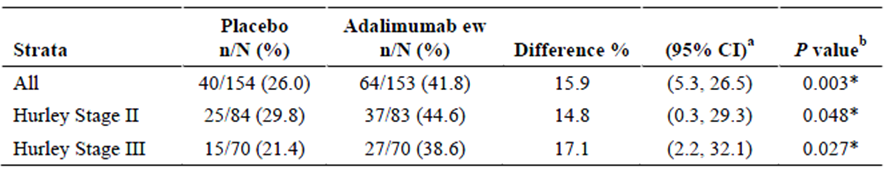 Placebo Adalimumab ew
Strata n/N (%) n/N (%) Difference % (95% CI)a P valueb
All 40/154 (26.0) 64/153 (41.8) 15.9 (5.3, 26.5) 0.003*
Hurley Stage II 25/84 (29.8) 37/83 (44.6) 14.8 (0.3, 29.3) 0.048*
Hurley Stage III 15/70 (21.4) 27/70 (38.6) 17.1 (2.2, 32.1) 0.027*